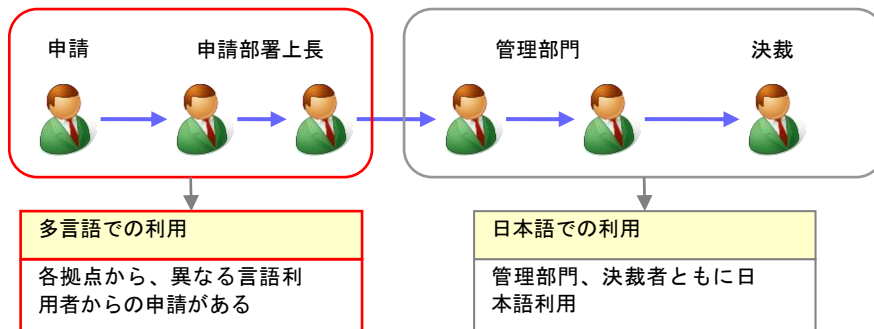 申請
申請部署上長
管理部門
決裁
多言語での利用
各拠点から、異なる言語利
用者からの申請がある
日本語での利用
管理部門、決裁者ともに日
本語利用